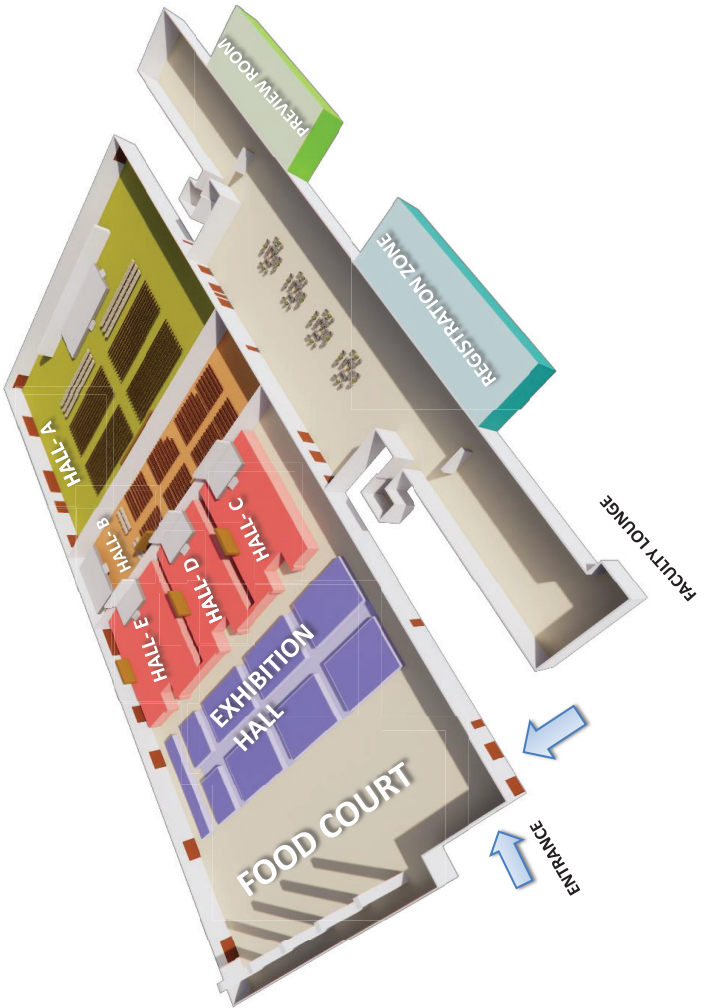 PREVIEW ROOM
REGISTRATION ZONE
HALL- A
HALL- B
HALL- C
HALL- D
HALL- E
FACULTY LOUNGE
EXHIBITION
HALL
FOOD COURT
ENTRANCE